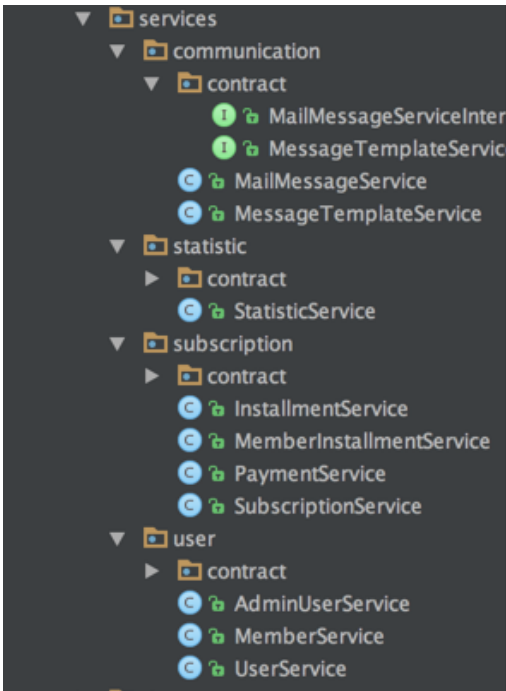 services
communication
contract
MailMessageServiceInter
MessageTemplateService
MailMessageService
MessageTemplateService
statistic
contract
StatisticService
subscription
contract
InstallmentService
MemberInstallmentService
PaymentService
SubscriptionService
user
contract
AdminUserService
MemberService
UserService